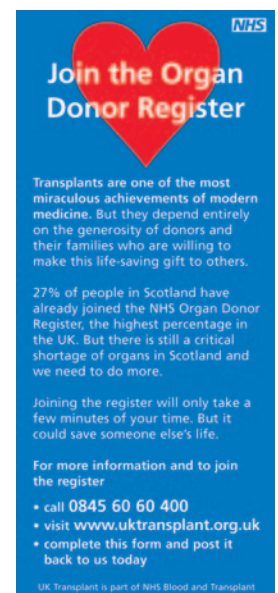 NHS
Join the Organ
Donor Register
Transplants are one of the most
miraculous achievements of modern
medicine. But they depend entirely
on the generosity of donors and
their families who are willing to
make this life-saving gift to others.
27% of people in Scotland have
already joined the NHS Organ Donor
Register, the highest percentage in
the UK. But there is still a critical
shortage of organs in Scotland and
we need to do more.
Joining the register will only take a
few minutes of your time. But it
could save someone else's life.
For more information and to join
the register
• call 0845 60 60 400
• visit www.uktransplant.org.uk
• complete this form and post it
back to us today
UK Transplant is part of NHS Blood and Transplant